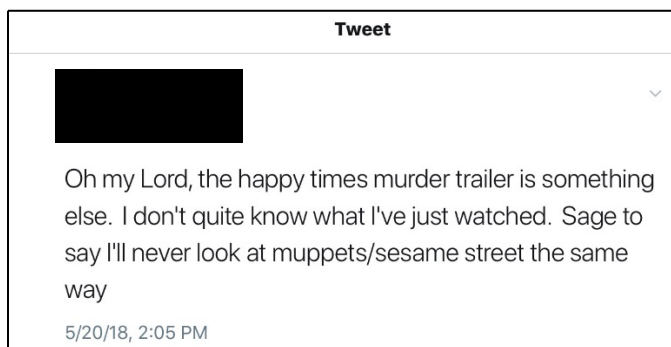 Tweet
Oh my Lord, the happy times murder trailer is something
else. I don't quite know what I've just watched. Sage to
say I'll never look at muppets/sesame street the same
way
5/20/18, 2:05 PM